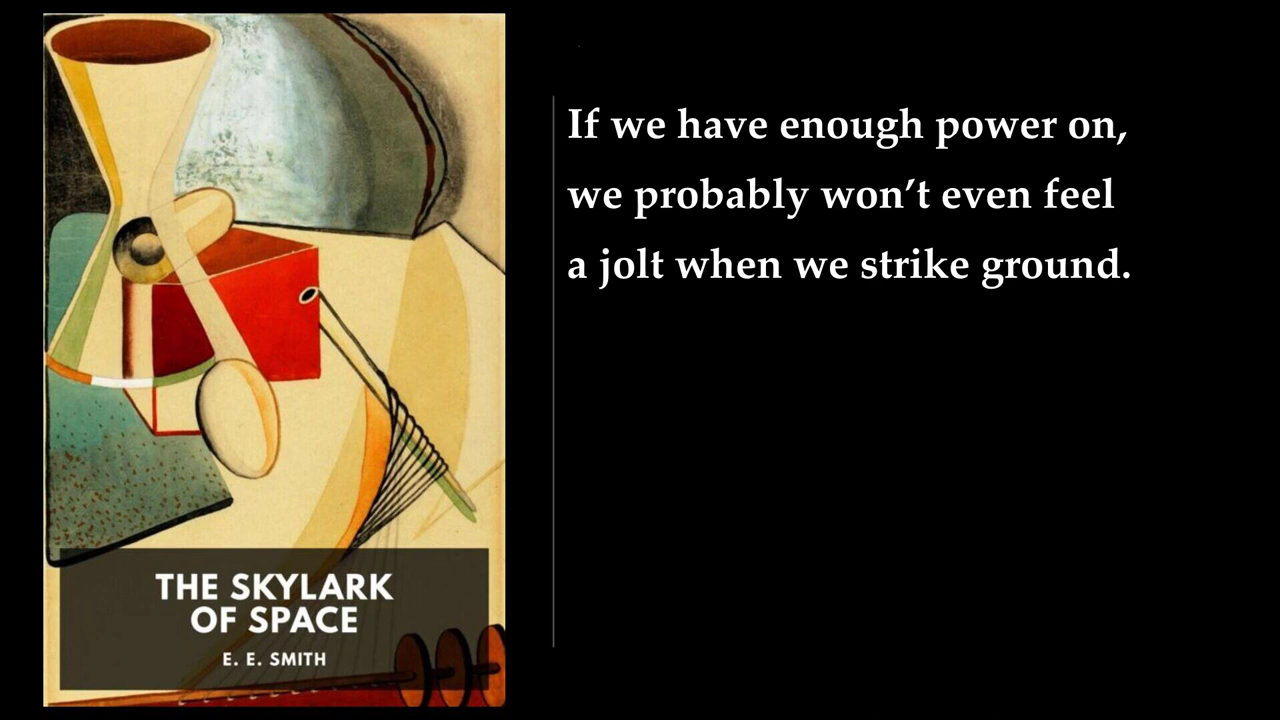 THE SKYLARK
OF SPACE
E. E. SMITH
If we have enough power on,
we probably won’t even feel
a jolt when we strike ground.